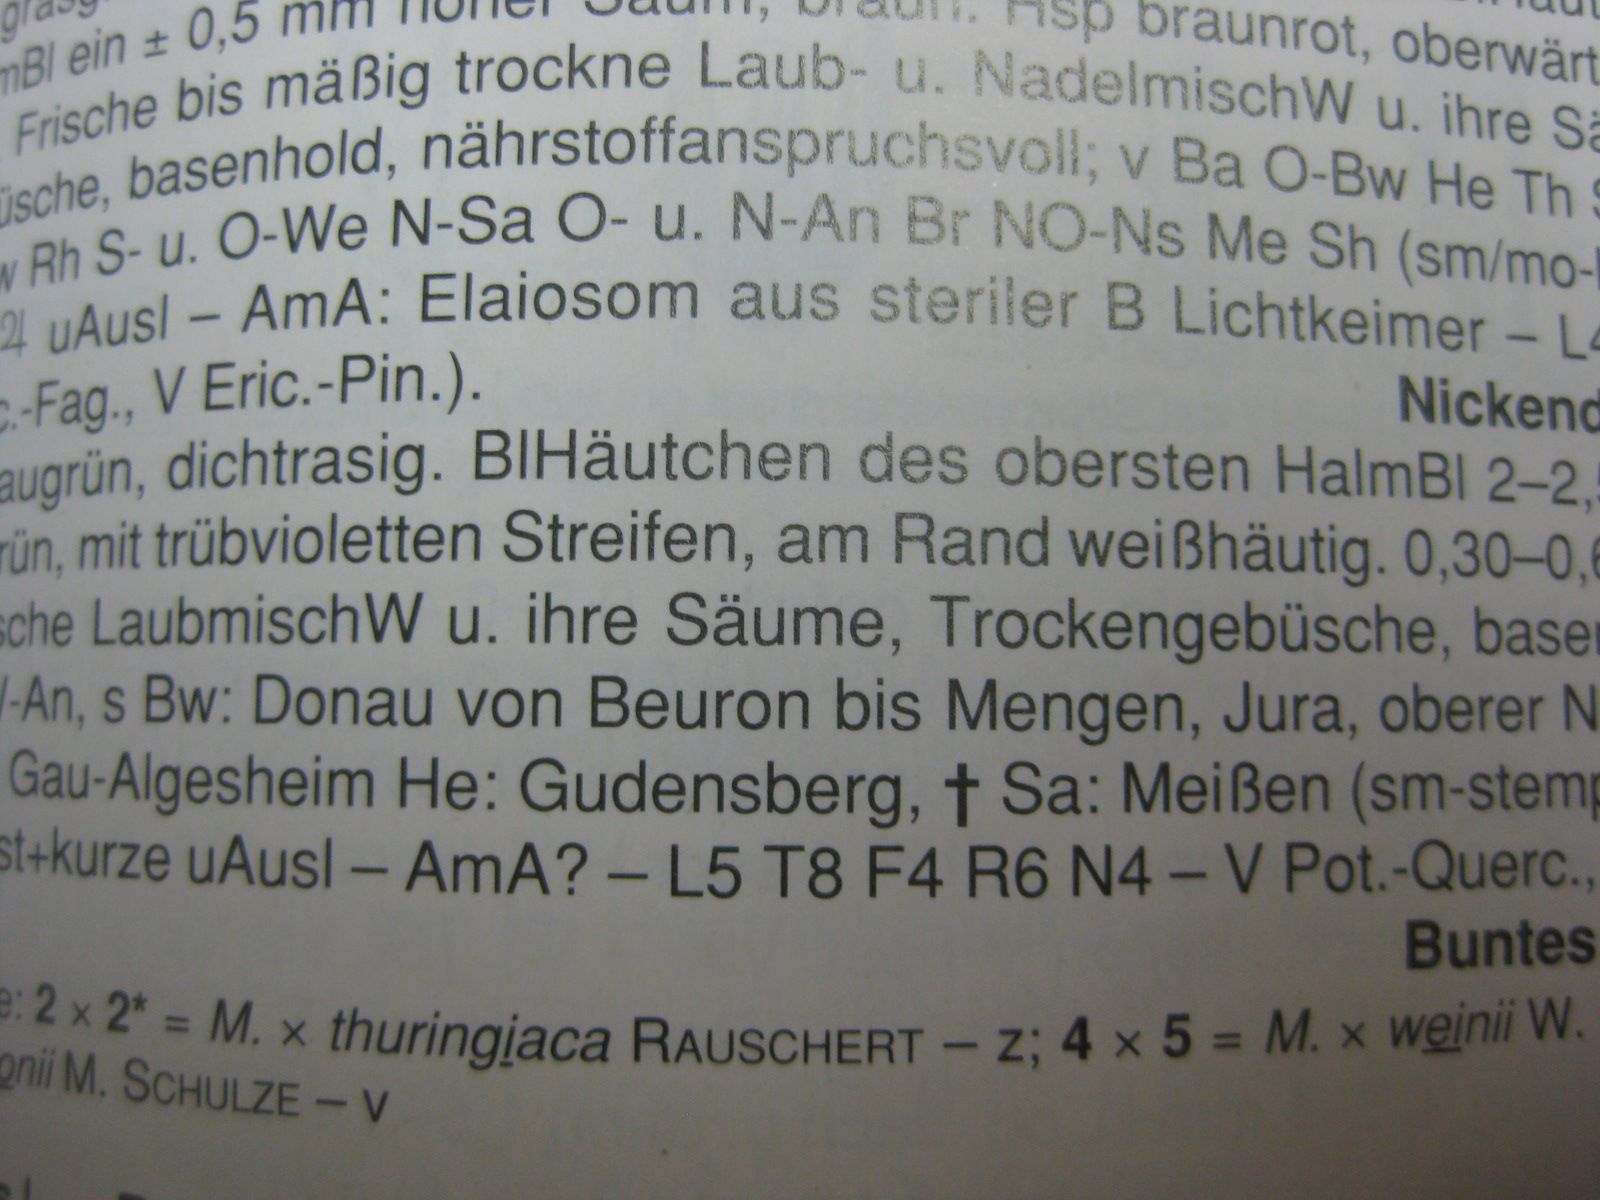 ein ± 0,5 mm hoher Saum, braun. Hsp braunrot, oberwärt
Frische bis mäßig trockne Laub- u. NadelmischW u. ihre Sä
üsche, basenhold, nährstoffanspruchsvoll; v Ba O-Bw He Th S
w Rh S- u. O-We N-Sa O- u. N-An Br NO-Ns Me Sh (sm/mo-
♃ uAusl – AmA: Elaiosom aus steriler B Lichtkeimer – L4
c.-Fag., V Eric.-Pin.).
Nickend
augrün, dichtrasig. BlHäutchen des obersten HalmBl 2–2,5
rün, mit trübvioletten Streifen, am Rand weißhäutig. 0,30–0,6
sche LaubmischW u. ihre Säume, Trockengebüsche, basen
-An, s Bw: Donau von Beuron bis Mengen, Jura, oberer N
Gau-Algesheim He: Gudensberg, † Sa: Meißen (sm-stemp
st+kurze uAusl – AmA? – L5 T8 F4 R6 N4 – V Pot.-Querc.,
Buntes
e: 2 × 2* = M. × thuringiaca RAUSCHERT – z; 4 × 5 = M. × weinii W.
onii M. SCHULZE – v